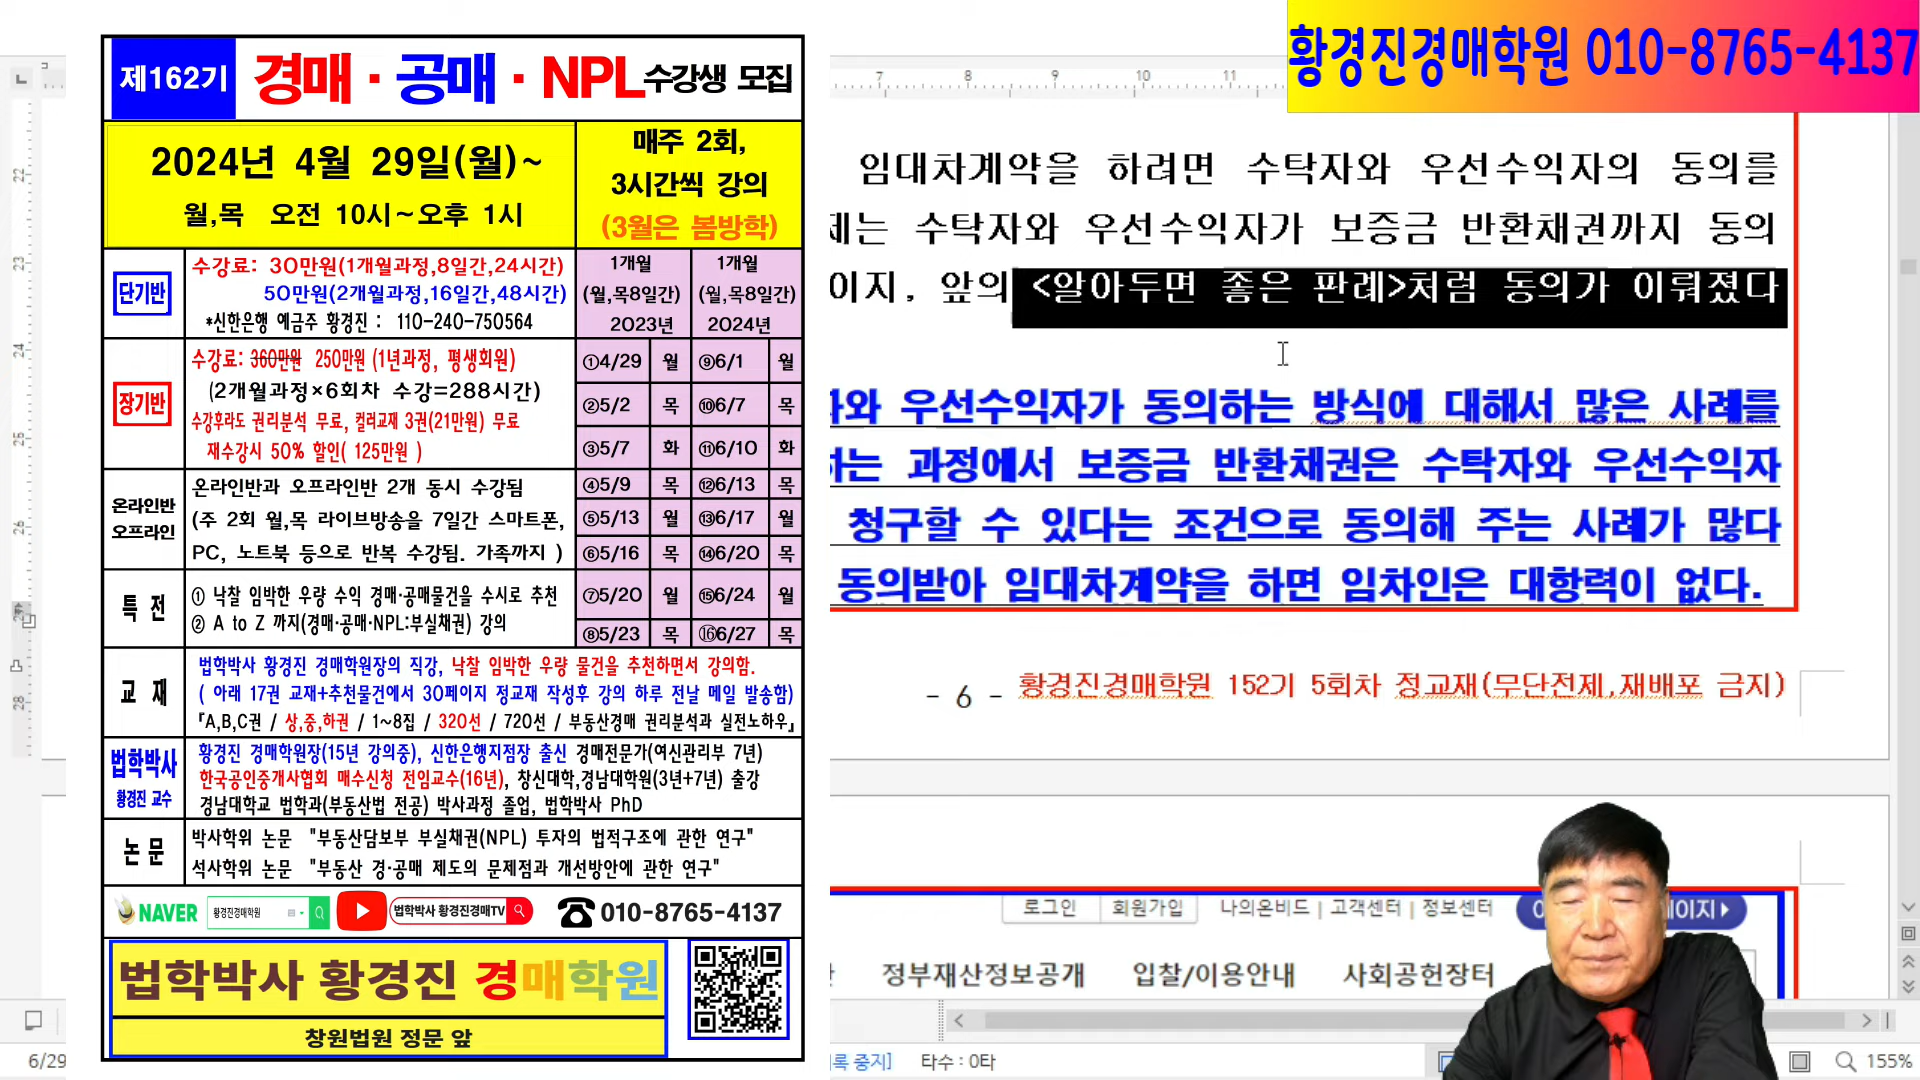 제162기 경매·공매·NPL수강생 모집
2024년 4월 29일(월)~
월,목 오전 10시~오후 1시
매주 2회,
3시간씩 강의
(3월은 봄방학)
단기반
수강료: 30만원(1개월과정,8일간,24시간)
50만원(2개월과정,16일간,48시간)
*신한은행 예금주 황경진 : 110-240-750564
1개월
(월,목8일간)
2023년
1개월
(월,목8일간)
2024년
장기반
수강료: 360만원 250만원 (1년과정, 평생회원)
(2개월과정×6회차 수강=288시간)
수강후라도 권리분석 무료, 컬러교재 3권(21만원) 무료
재수강시 50% 할인( 125만원 )
①4/29 월 ⑨6/1 월
②5/2 목 ⑩6/7 목
③5/7 화 ⑪6/10 화
④5/9 목 ⑫6/13 목
⑤5/13 월 ⑬6/17 월
⑥5/16 목 ⑭6/20 목
⑦5/20 월 ⑮6/24 월
⑧5/23 목 ⑯6/27 목
온라인반
오프라인
온라인반과 오프라인반 2개 동시 수강됨
(주 2회 월,목 라이브방송을 7일간 스마트폰,
PC, 노트북 등으로 반복 수강됨. 가족까지 )
특 전
① 낙찰 임박한 우량 수익 경매·공매물건을 수시로 추천
② A to Z 까지(경매·공매·NPL:부실채권) 강의
교 재
법학박사 황경진 경매학원장의 직강, 낙찰 임박한 우량 물건을 추천하면서 강의함.
( 아래 17권 교재+추천물건에서 30페이지 정교재 작성후 강의 하루 전날 메일 발송함)
『A,B,C권 / 상,중,하권 / 1~8집 / 320선 / 720선 / 부동산경매 권리분석과 실전노하우』
법학박사
황경진 교수
황경진 경매학원장(15년 강의중), 신한은행지점장 출신 경매전문가(여신관리부 7년)
한국공인중개사협회 매수신청 전임교수(16년), 창신대학,경남대학원(3년+7년) 출강
경남대학교 법학과(부동산법 전공) 박사과정 졸업, 법학박사 PhD
논 문
박사학위 논문 "부동산담보부 부실채권(NPL) 투자의 법적구조에 관한 연구"
석사학위 논문 "부동산 경·공매 제도의 문제점과 개선방안에 관한 연구"
NAVER 황경진경매학원 법학박사 황경진경매TV 010-8765-4137
법학박사 황경진 경매학원
창원법원 정문 앞
황경진경매학원 010-8765-4137
7 8 9 10 11
22
23
24
25
26
28
임대차계약을 하려면 수탁자와 우선수익자의 동의를
제는 수탁자와 우선수익자가 보증금 반환채권까지 동의
이지, 앞의 <알아두면 좋은 판례>처럼 동의가 이뤄졌다
와 우선수익자가 동의하는 방식에 대해서 많은 사례를
하는 과정에서 보증금 반환채권은 수탁자와 우선수익자
청구할 수 있다는 조건으로 동의해 주는 사례가 많다
동의받아 임대차계약을 하면 임차인은 대항력이 없다.
- 6 - 황경진경매학원 152기 5회차 정교재(무단전제,재배포 금지)
로그인 회원가입 나의온비드 | 고객센터 | 정보센터 이지
정부재산정보공개 입찰/이용안내 사회공헌장터
6/29 록 중지] 타수 : 0타 155%